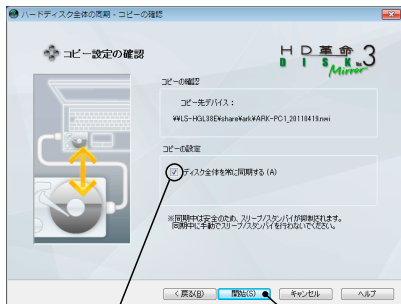 ハードディスク全体の同期 - コピーの確認
コピー設定の確認
HD革命
DISK Ver.3
Mirror
コピーの確認
コピー先デバイス：
¥¥LS-HGL38E¥share¥ark¥ARK-PC1_20110419.nwi
コピーの設定
ディスク全体を常に同期する (A)
※同期中は安全のため、スリープ/スタンバイが抑制されます。
同期中に手動でスリープ/スタンバイを行わないでください。
< 戻る(B)
開始(S)
キャンセル
ヘルプ